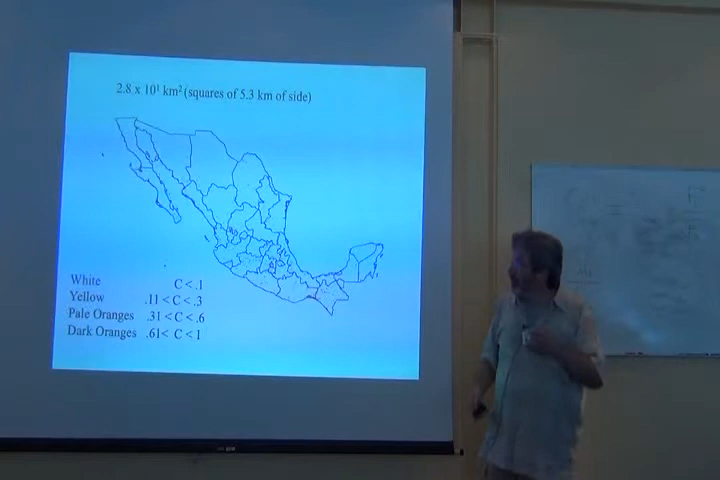 2.8 x 10¹ km² (squares of 5.3 km of side)
White C < .1
Yellow .11 < C < .3
Pale Oranges .31 < C < .6
Dark Oranges .61< C < 1